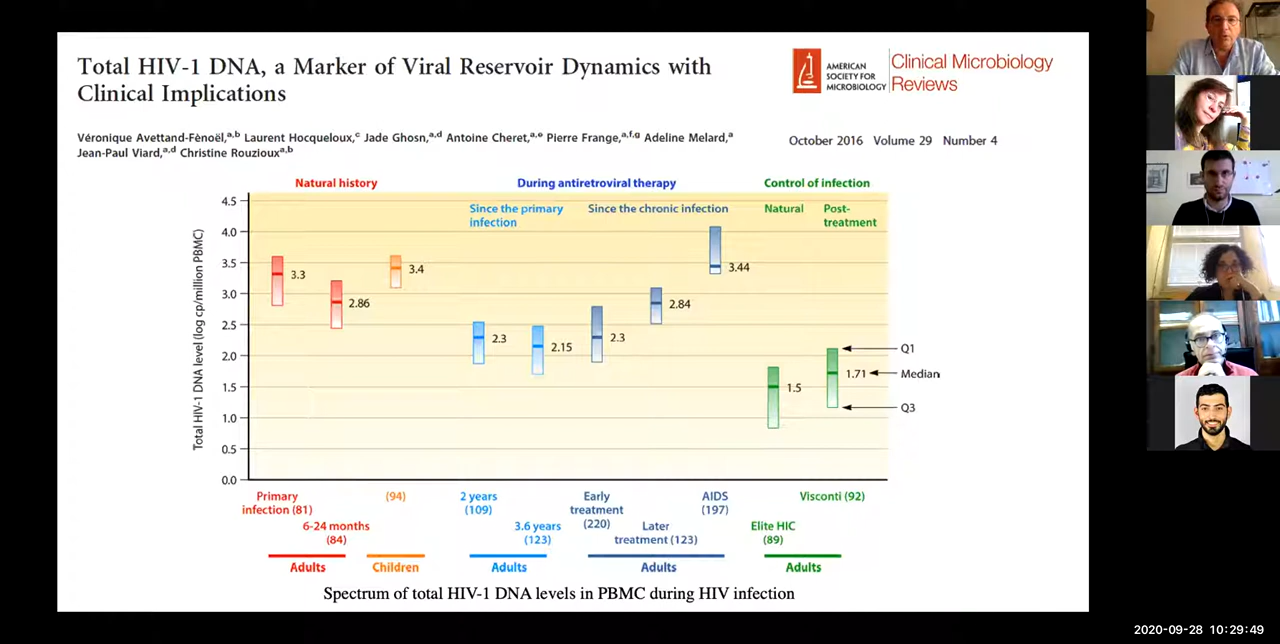 Total HIV-1 DNA, a Marker of Viral Reservoir Dynamics with
Clinical Implications
AMERICAN
SOCIETY FOR
MICROBIOLOGY
Clinical Microbiology
Reviews
Véronique Avettand-Fènoël,a,b Laurent Hocqueloux,c Jade Ghosn,a,d Antoine Cheret,a,e Pierre Frange,a,f,g Adeline Melard,a
Jean-Paul Viard,a,d Christine Rouziouxa,b
October 2016 Volume 29 Number 4
Natural history
During antiretroviral therapy
Control of infection
Since the primary
infection
Since the chronic infection
Natural
Post-
treatment
Total HIV-1 DNA level (log cp/million PBMC)
4.5
4.0
3.5
3.0
2.5
2.0
1.5
1.0
0.5
0.0
3.3
2.86
3.4
2.3
2.15
2.3
2.84
3.44
1.5
1.71
Q1
Median
Q3
Primary
infection (81)
6-24 months
(84)
(94)
2 years
(109)
3.6 years
(123)
Early
treatment
(220)
Later
treatment (123)
AIDS
(197)
Elite HIC
(89)
Visconti (92)
Adults
Children
Adults
Adults
Adults
Spectrum of total HIV-1 DNA levels in PBMC during HIV infection
2020-09-28 10:29:49